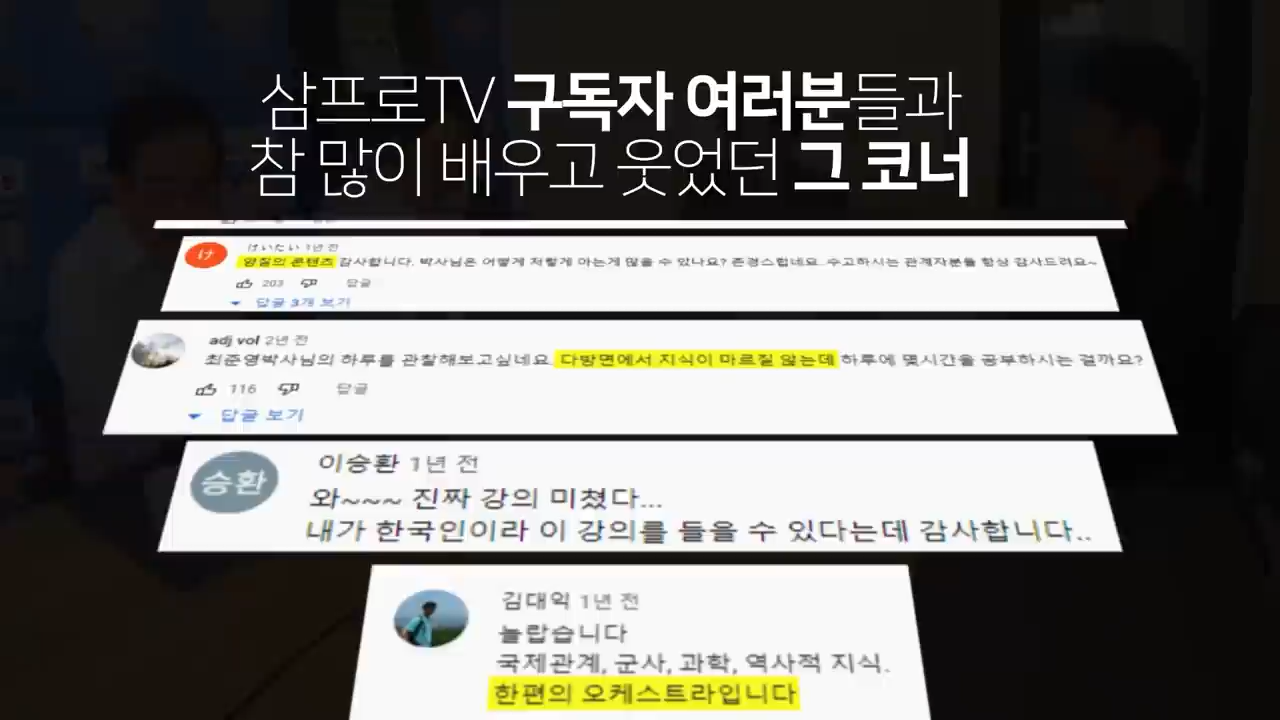 삼프로TV 구독자 여러분들과
참 많이 배우고 웃었던 그 코너
け
けいたい 1년 전
양질의 콘텐츠 감사합니다. 박사님은 어떻게 저렇게 아는게 많을 수 있나요? 존경스럽네요. 수고하시는 관계자분들 항상 감사드려요~
203 답글
답글 3개 보기
adj vol 2년 전
최준영박사님의 하루를 관찰해보고싶네요. 다방면에서 지식이 마르질 않는데 하루에 몇시간을 공부하시는 걸까요?
116 답글
답글 보기
승환
이승환 1년 전
와~~~ 진짜 강의 미쳤다...
내가 한국인이라 이 강의를 들을 수 있다는데 감사합니다..
김대익 1년 전
놀랍습니다
국제관계, 군사, 과학, 역사적 지식.
한편의 오케스트라입니다